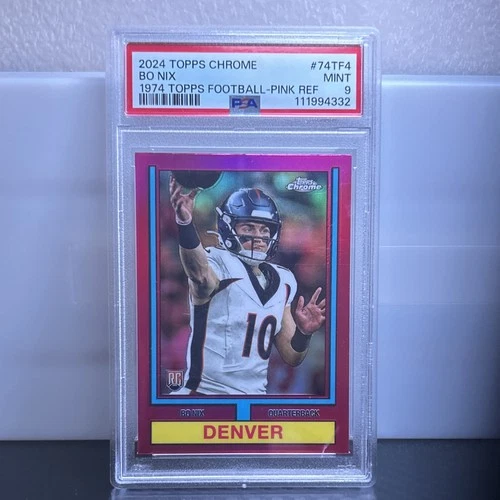 2024 TOPPS CHROME #74TF4
BO NIX MINT
1974 TOPPS FOOTBALL-PINK REF 9
PSA 111994332
Topps
Chrome
10
RC
BO NIX QUARTERBACK
DENVER